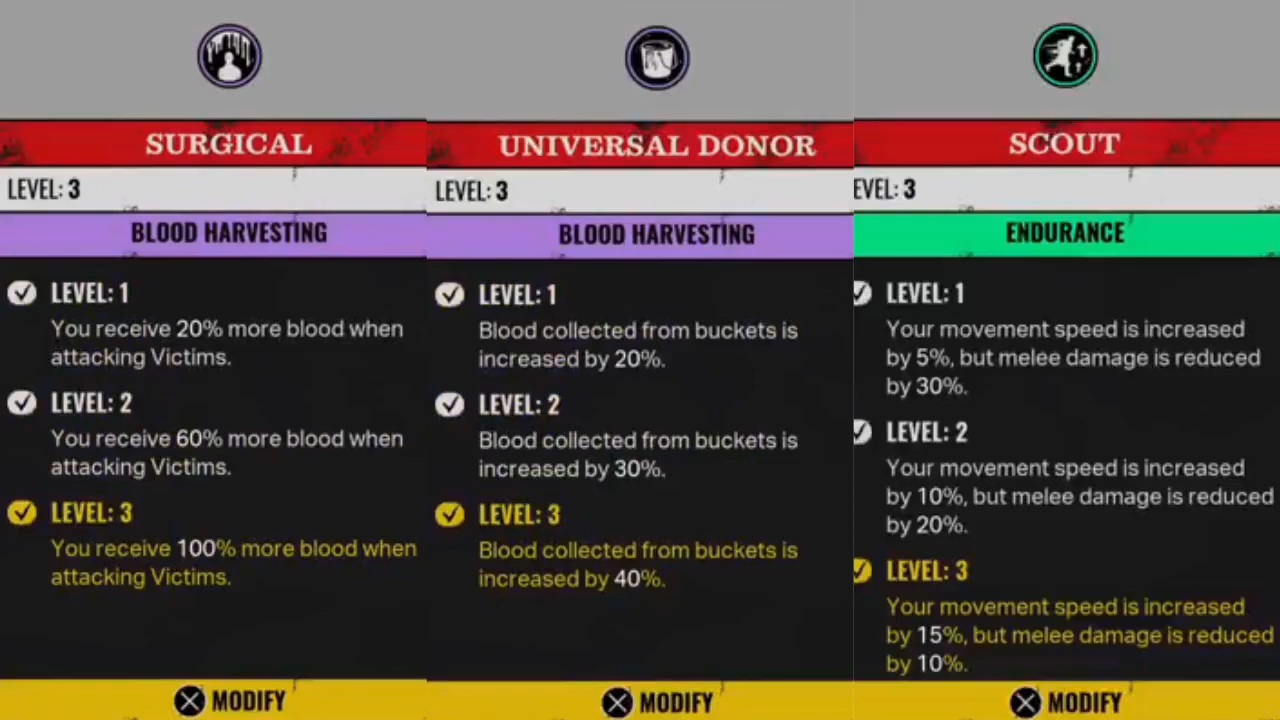 SURGICAL
LEVEL: 3
BLOOD HARVESTING
LEVEL: 1
You receive 20% more blood when
attacking Victims.
LEVEL: 2
You receive 60% more blood when
attacking Victims.
LEVEL: 3
You receive 100% more blood when
attacking Victims.
MODIFY
UNIVERSAL DONOR
LEVEL: 3
BLOOD HARVESTING
LEVEL: 1
Blood collected from buckets is
increased by 20%.
LEVEL: 2
Blood collected from buckets is
increased by 30%.
LEVEL: 3
Blood collected from buckets is
increased by 40%.
MODIFY
SCOUT
EVEL: 3
ENDURANCE
LEVEL: 1
Your movement speed is increased
by 5%, but melee damage is reduced
by 30%.
LEVEL: 2
Your movement speed is increased
by 10%, but melee damage is reduced
by 20%.
LEVEL: 3
Your movement speed is increased
by 15%, but melee damage is reduced
by 10%.
MODIFY